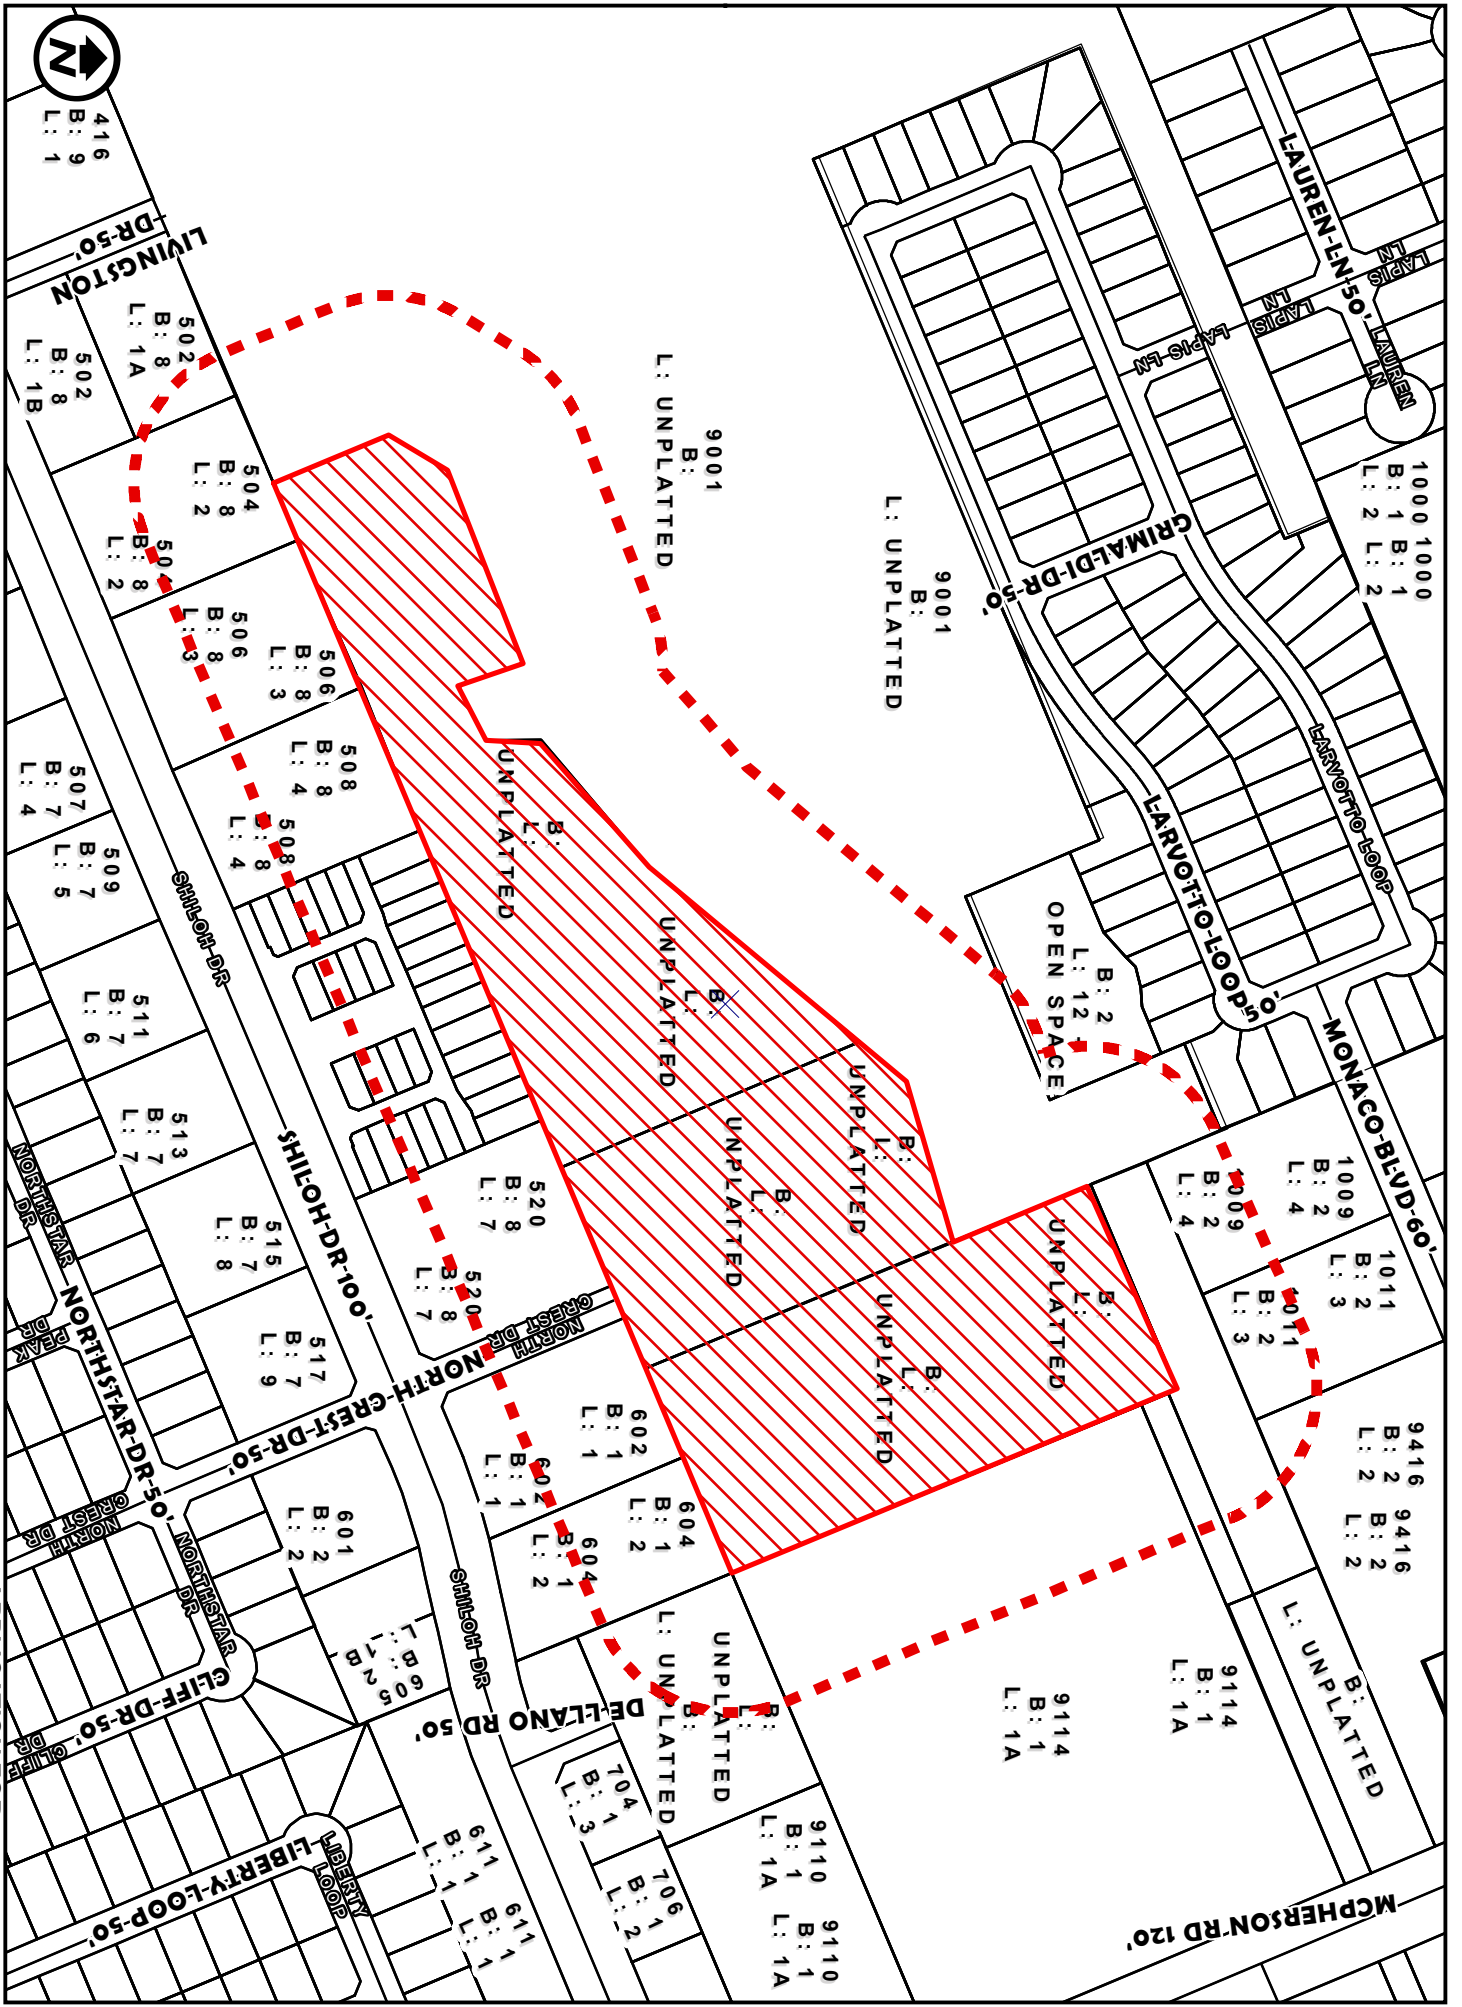 N
416
B: 9
L: 1
LIVINGSTON
DR-50'
502
B: 8
L: 1A
502
B: 8
L: 1B
504
B: 8
L: 2
504
B: 8
L: 2
506
B: 8
L: 3
506
B: 8
L: 3
508
B: 8
L: 4
508
B: 8
L: 4
507
B: 7
L: 4
509
B: 7
L: 5
511
B: 7
L: 6
513
B: 7
L: 7
515
B: 7
L: 8
517
B: 7
L: 9
SHILOH-DR
SHILOH-DR-100'
520
B: 8
L: 7
520
B: 8
L: 7
NORTH
CREST DR
NORTH-CREST-DR-50'
NORTHSTAR
DR
NORTHSTAR-DR-50'
PEAK
DR
NORTH
CREST DR
NORTHSTAR
DR
601
B: 2
L: 2
602
B: 1
L: 1
602
B: 1
L: 1
604
B: 1
L: 2
604
B: 1
L: 2
605
B: 2
L: 1B
SHILOH-DR
CLIFF-DR-50'
CLIFF
DR
DELLANO RD 50'
LIBERTY-LOOP-50'
LIBERTY
LOOP
611
B: 1
L: 1
611
B: 1
L: 1
704
B: 1
L: 3
706
B: 1
L: 2
B:
L: UNPLATTED
B:
L:
UNPLATTED
9110
B: 1
L: 1A
9110
B: 1
L: 1A
9114
B: 1
L: 1A
9114
B: 1
L: 1A
MCPHERSON RD 120'
B:
L: UNPLATTED
9416
B: 2
L: 2
9416
B: 2
L: 2
1009
B: 2
L: 4
1009
B: 2
L: 4
1011
B: 2
L: 3
1011
B: 2
L: 3
MONACO-BLVD-60'
B: 2
L: 12-
OPEN SPACE
LARVOTTO-LOOP50'
LARVOTTO-LOOP
GRIMALDI-DR-50'
LAUREN-LN-50'
LAUREN
LN
LAPIS
LN
LAPIS
LN
LAPIS LN
1000
B: 1
L: 2
1000
B: 1
L: 2
9001
B:
L: UNPLATTED
9001
B:
L: UNPLATTED
B:
L:
UNPLATTED
B:
L:
UNPLATTED
B:
L:
UNPLATTED
B:
L:
UNPLATTED
B:
L:
UNPLATTED
B:
L:
UNPLATTED